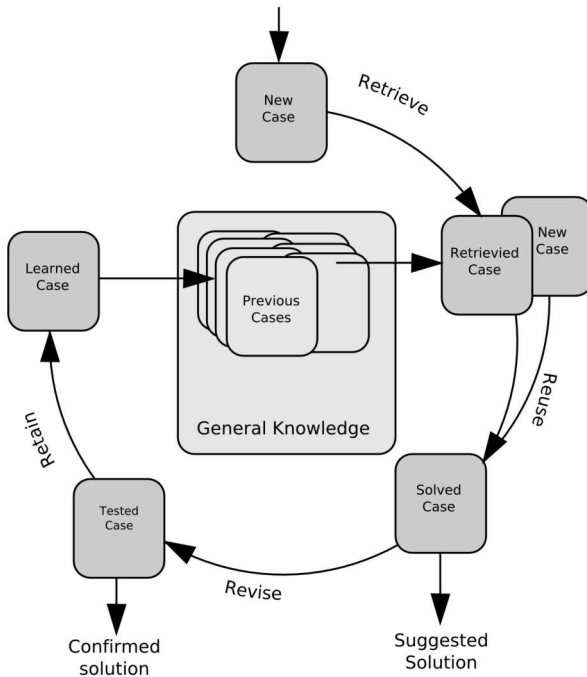 New
Case
Retrieve
Learned
Case
Previous
Cases
Retrievied
Case
New
Case
General Knowledge
Reuse
Retain
Tested
Case
Solved
Case
Revise
Confirmed
solution
Suggested
Solution